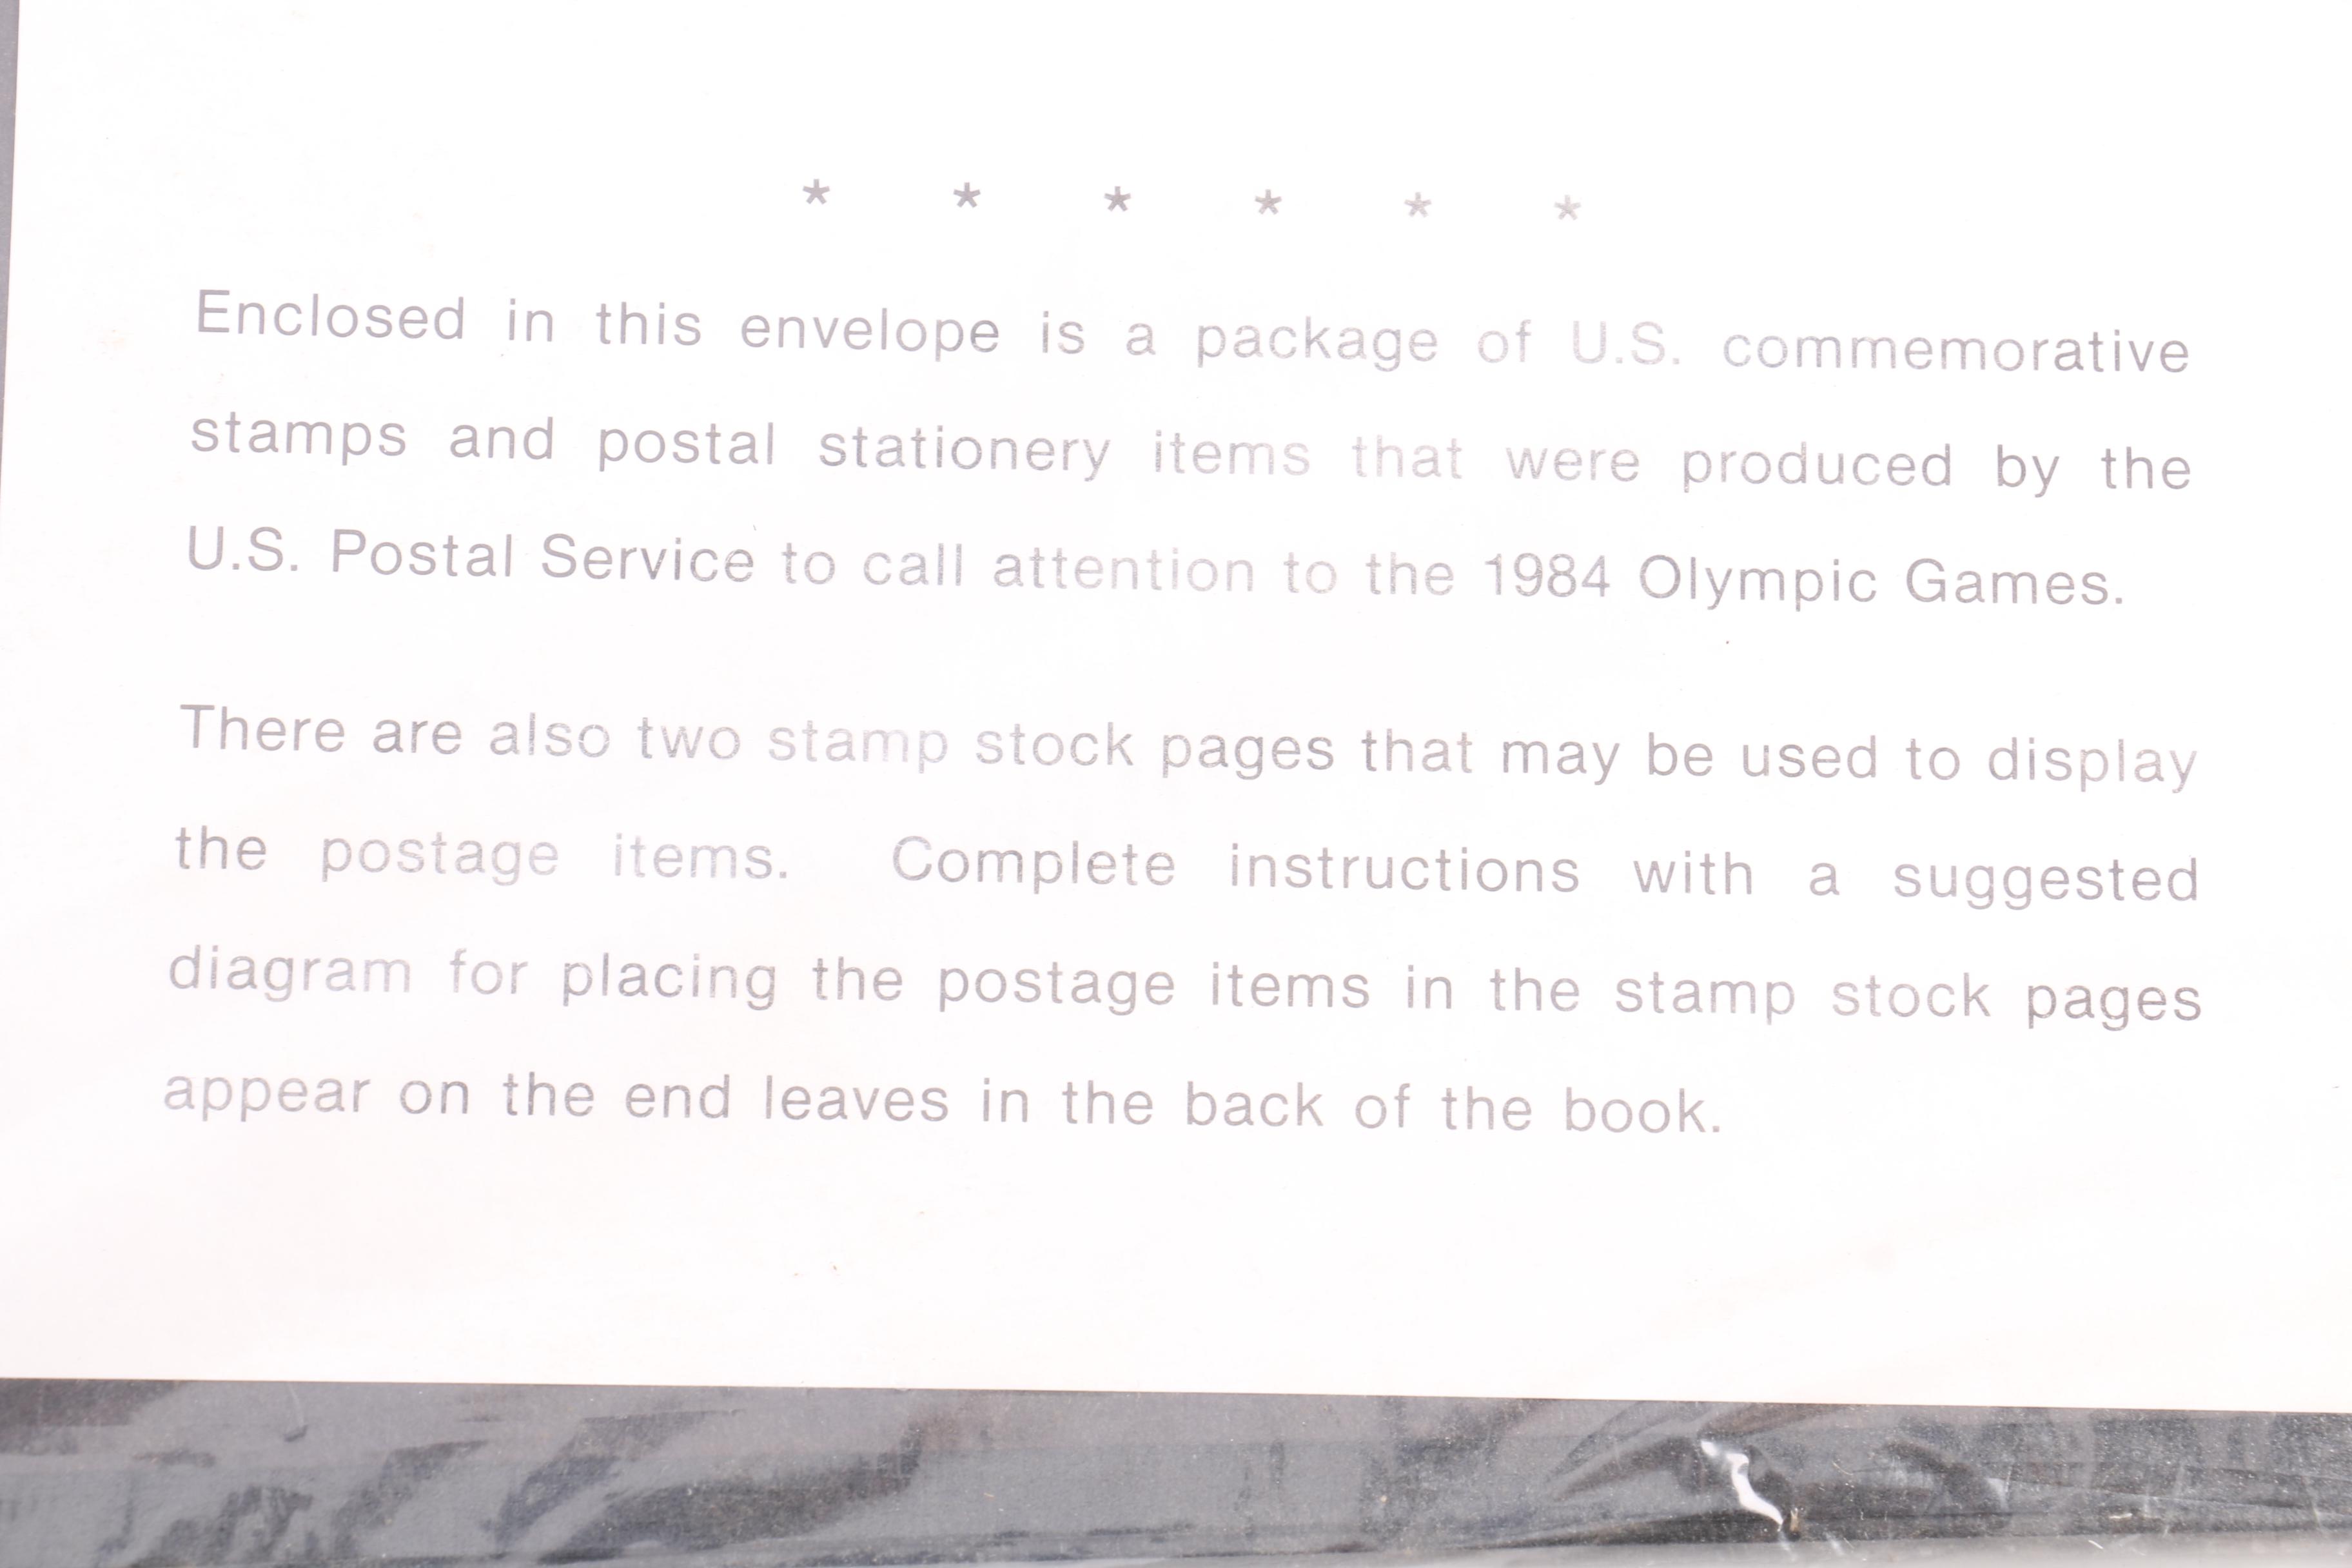 * * * * * *
Enclosed in this envelope is a package of U.S. commemorative
stamps and postal stationery items that were produced by the
U.S. Postal Service to call attention to the 1984 Olympic Games.
There are also two stamp stock pages that may be used to display
the postage items. Complete instructions with a suggested
diagram for placing the postage items in the stamp stock pages
appear on the end leaves in the back of the book.